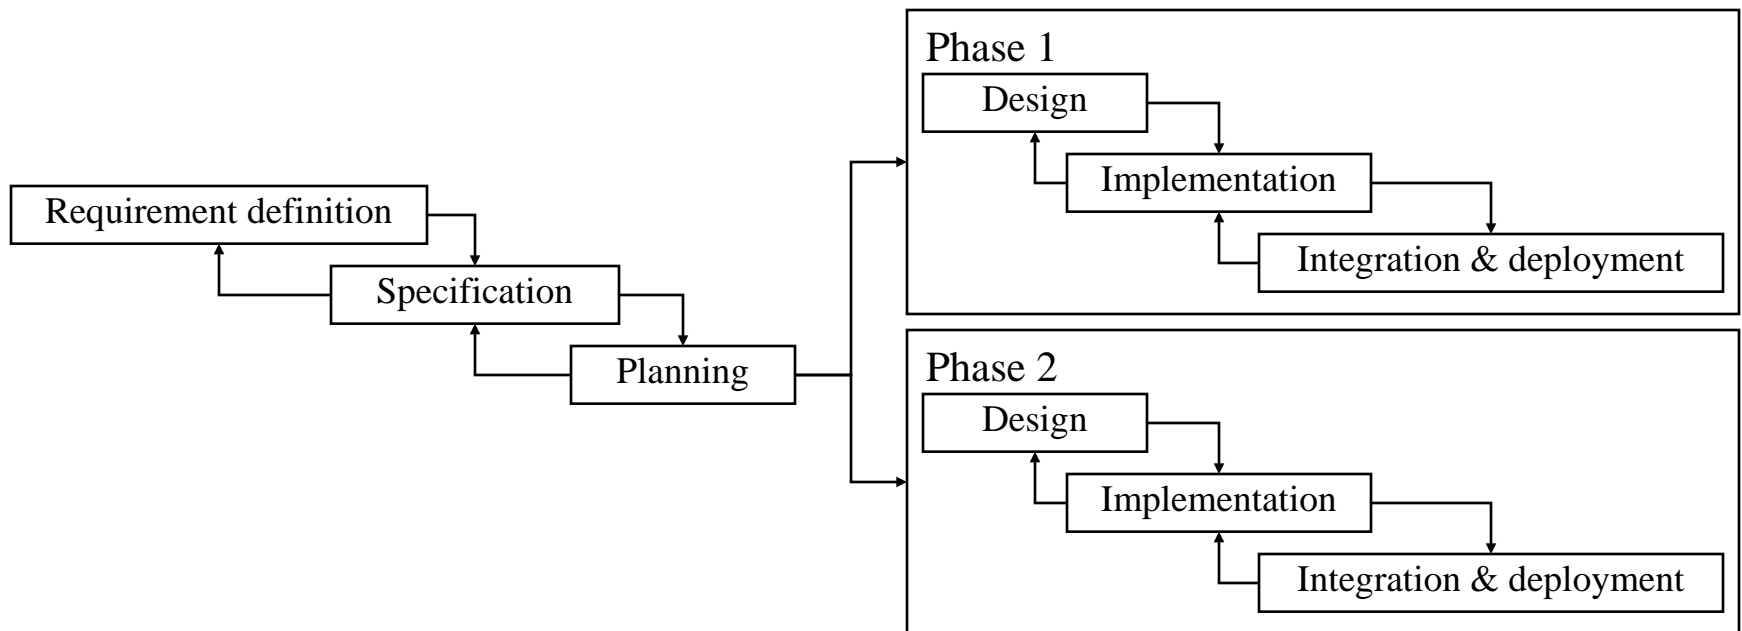 Requirement definition
Specification
Planning
Phase 1
Design
Implementation
Integration & deployment
Phase 2
Design
Implementation
Integration & deployment